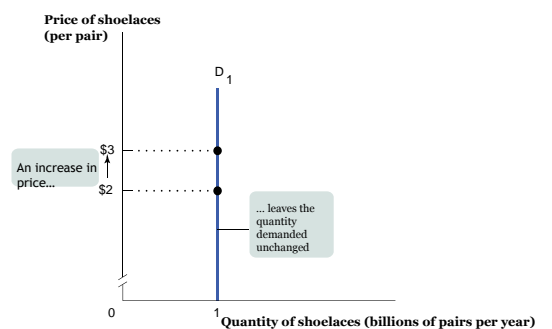 Price of shoelaces
(per pair)
D 1
$3
An increase in
price...
$2
... leaves the
quantity
demanded
unchanged
0
1
Quantity of shoelaces (billions of pairs per year)